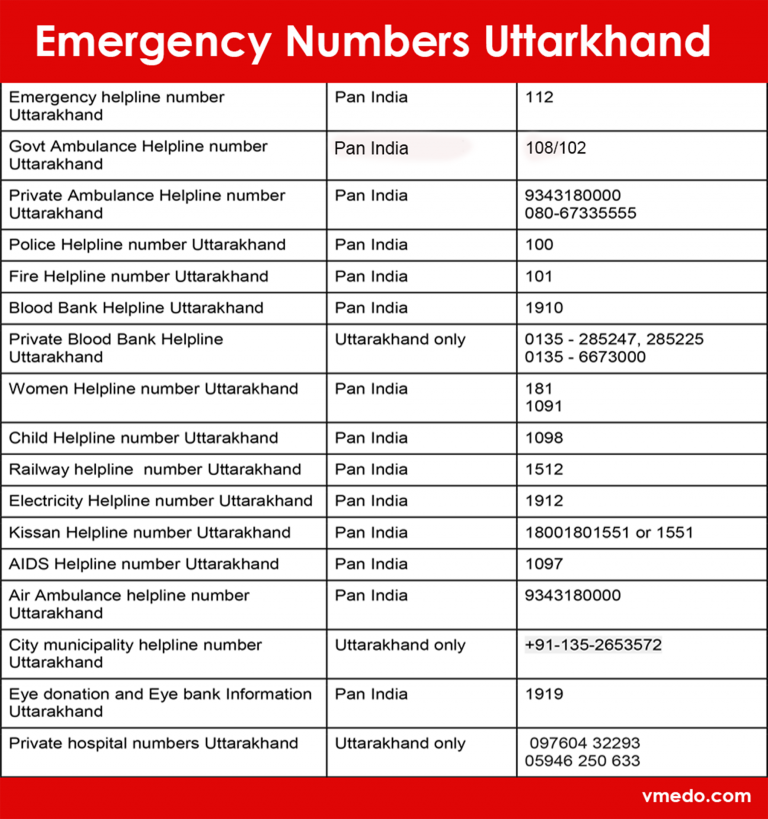 Emergency Numbers Uttarkhand
Emergency helpline number Pan India 112
Uttarakhand
Govt Ambulance Helpline number Pan India 108/102
Uttarakhand
Private Ambulance Helpline number Pan India 9343180000
Uttarakhand 080-67335555
Police Helpline number Uttarakhand Pan India 100
Fire Helpline number Uttarakhand Pan India 101
Blood Bank Helpline Uttarakhand Pan India 1910
Private Blood Bank Helpline Uttarakhand only 0135 - 285247, 285225
Uttarakhand 0135 - 6673000
Women Helpline number Uttarakhand Pan India 181
1091
Child Helpline number Uttarakhand Pan India 1098
Railway helpline number Uttarakhand Pan India 1512
Electricity Helpline number Uttarakhand Pan India 1912
Kissan Helpline number Uttarakhand Pan India 18001801551 or 1551
AIDS Helpline number Uttarakhand Pan India 1097
Air Ambulance helpline number Pan India 9343180000
Uttarakhand
City municipality helpline number Uttarakhand only +91-135-2653572
Uttarakhand
Eye donation and Eye bank Information Pan India 1919
Uttarakhand
Private hospital numbers Uttarakhand Uttarakhand only 097604 32293
05946 250 633
vmedo.com